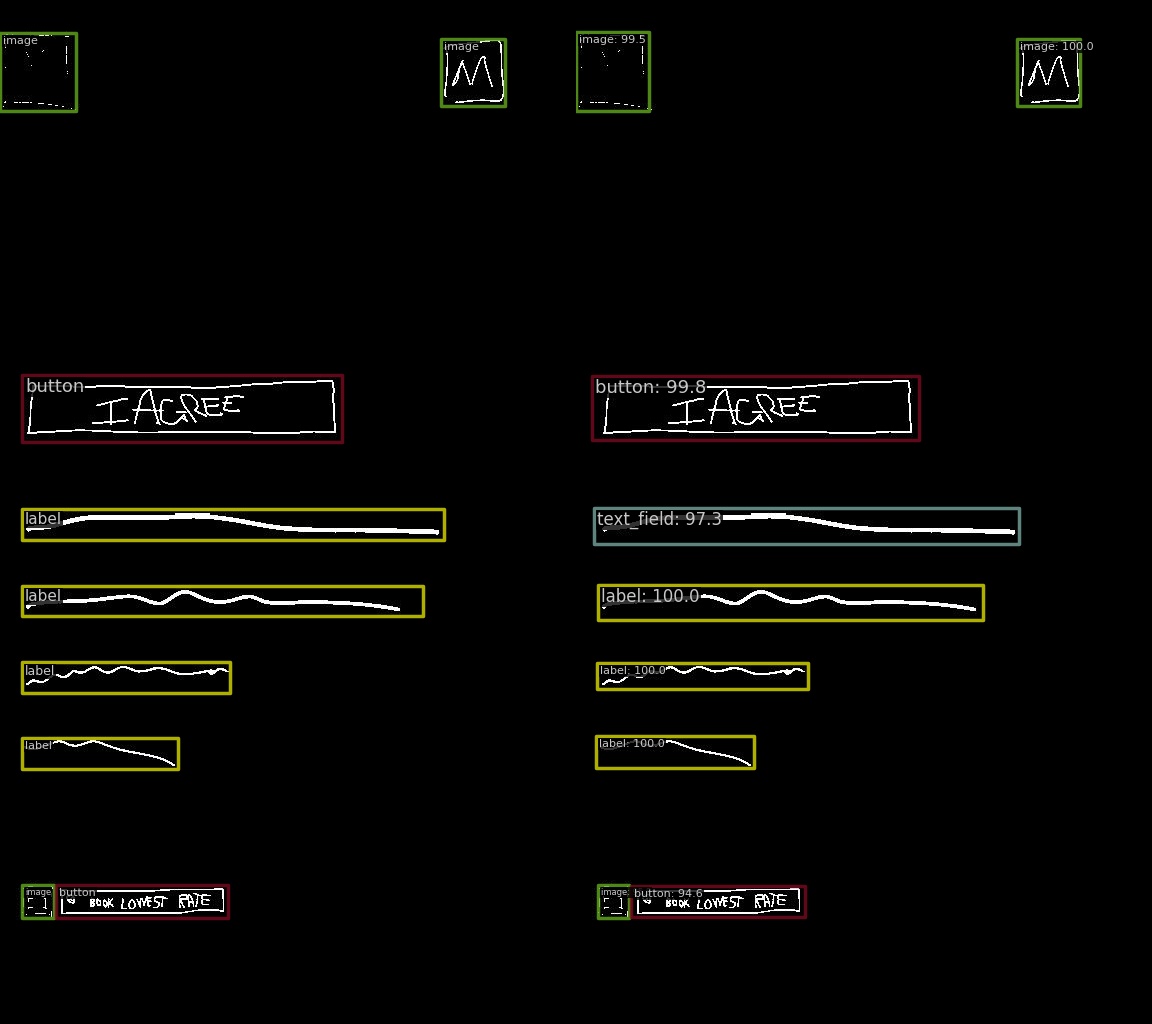 image image image: 99.5 image: 100.0
M M
button button: 99.8
I AGREE I AGREE
label text_field: 97.3
label label: 100.0
label label: 100.0
label label: 100.0
image button image: button: 94.6
BOOK LOWEST RATE BOOK LOWEST RATE